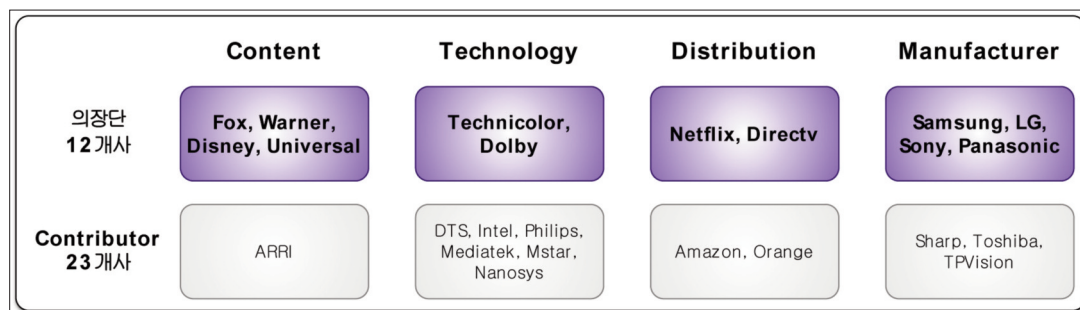 Content Technology Distribution Manufacturer
의장단
12개사
Fox, Warner,
Disney, Universal
Technicolor,
Dolby
Netflix, Directv
Samsung, LG,
Sony, Panasonic
Contributor
23개사
ARRI
DTS, Intel, Philips,
Mediatek, Mstar,
Nanosys
Amazon, Orange
Sharp, Toshiba,
TPVision